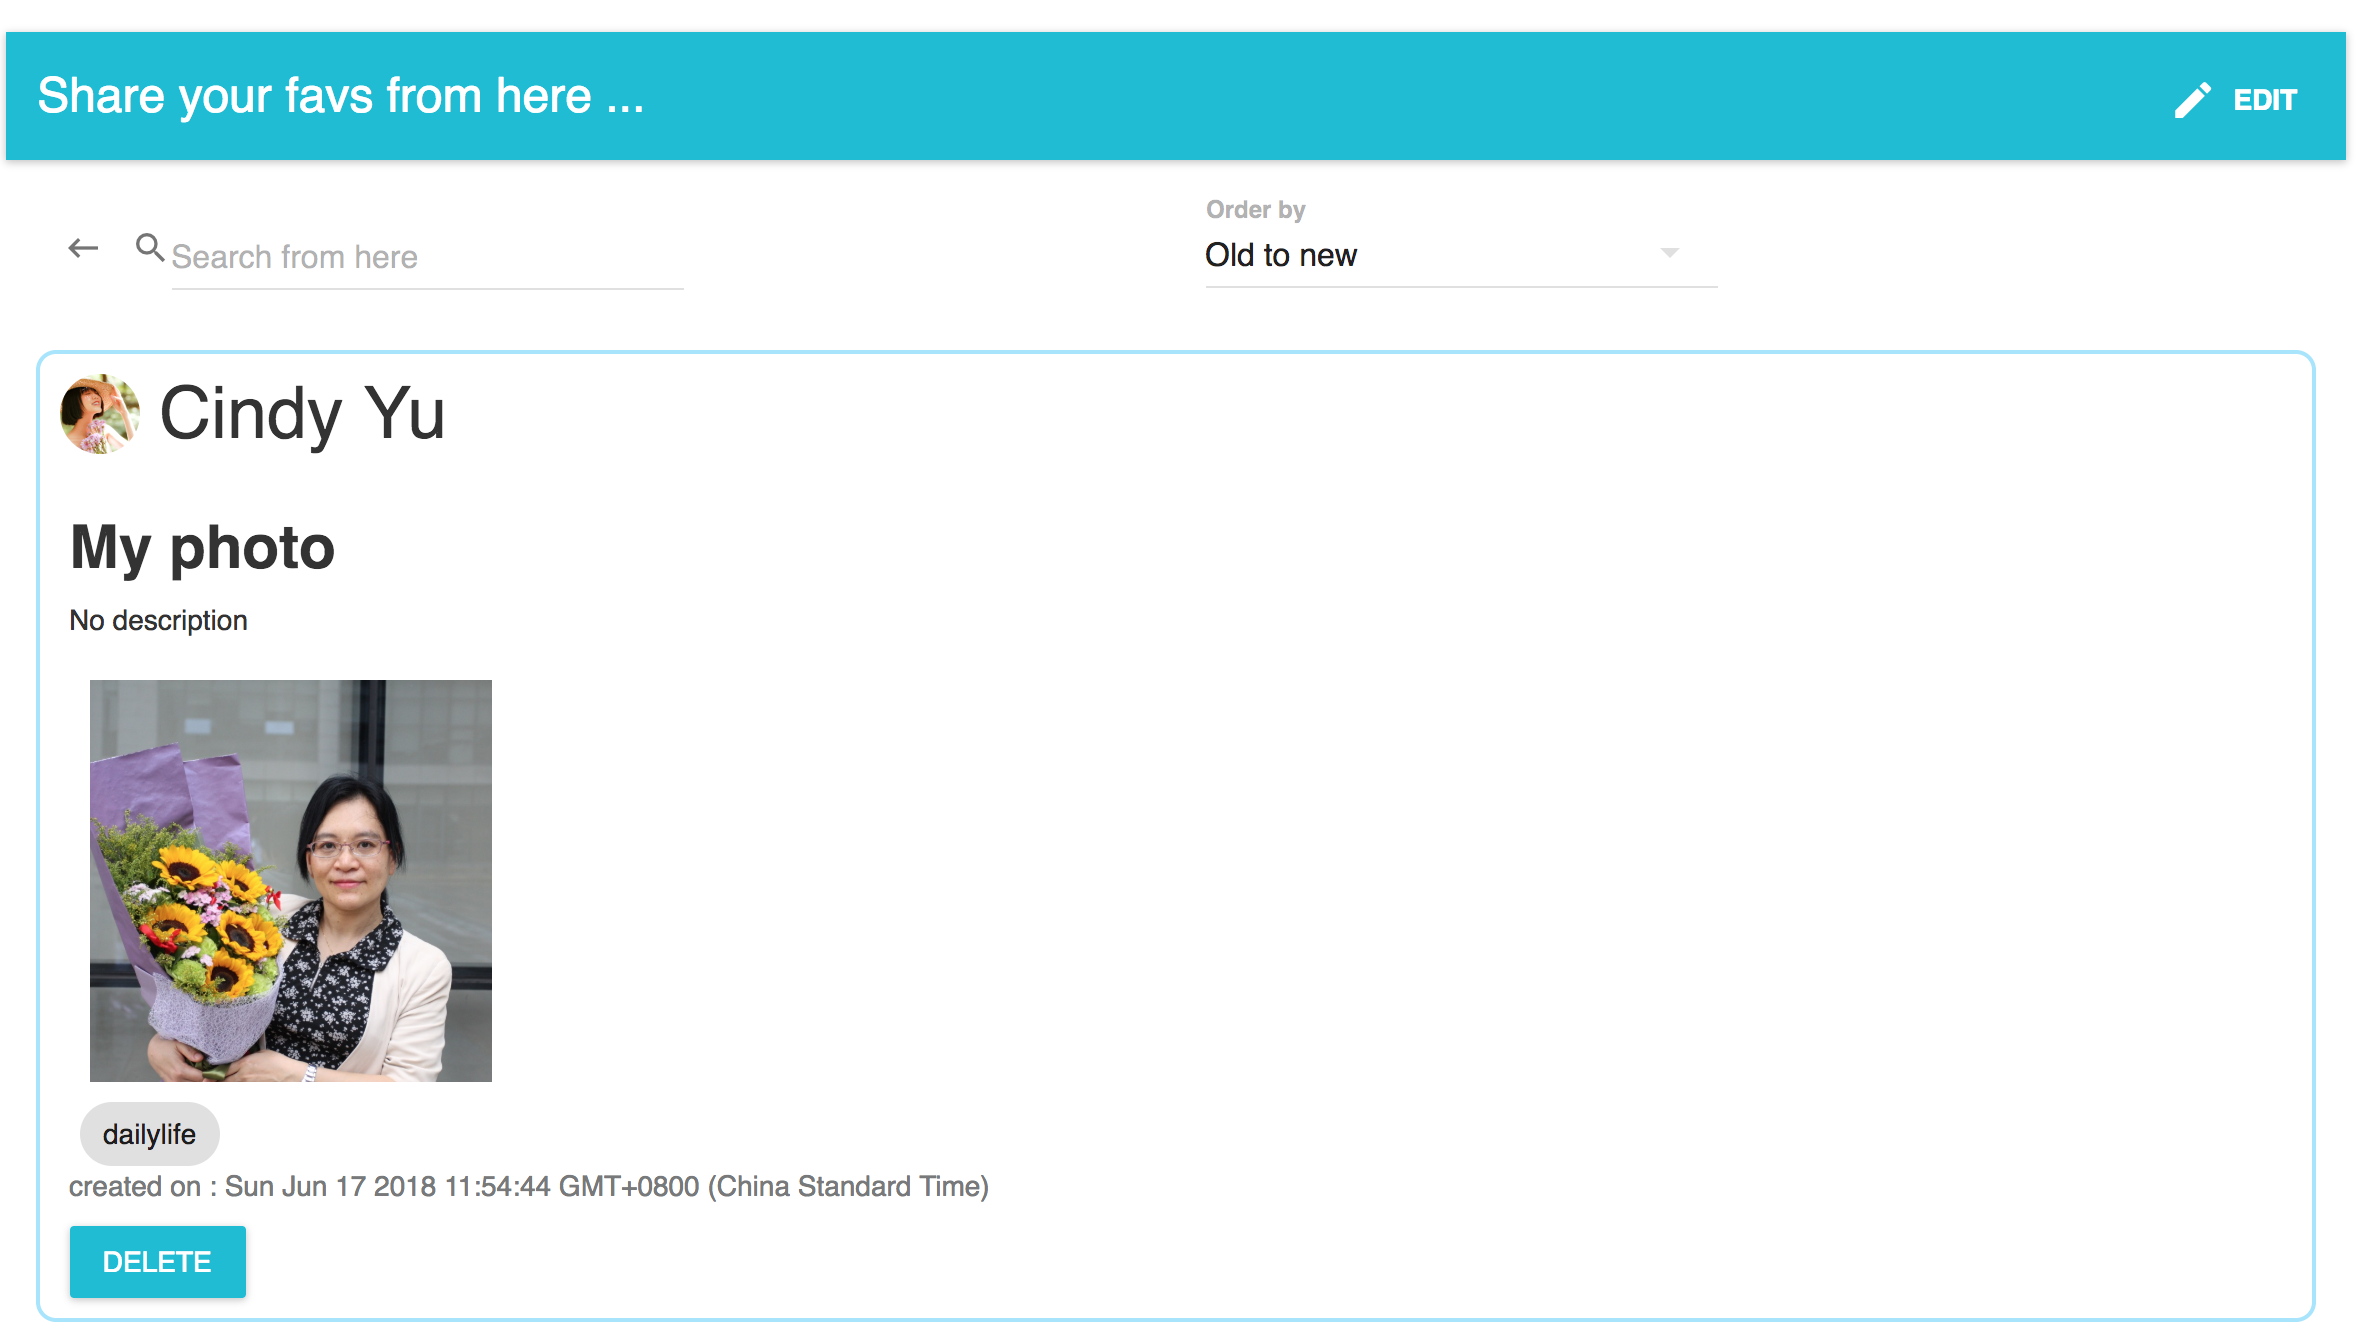 Share your favs from here ...
EDIT
Order by
Search from here
Old to new
Cindy Yu
My photo
No description
dailylife
created on : Sun Jun 17 2018 11:54:44 GMT+0800 (China Standard Time)
DELETE